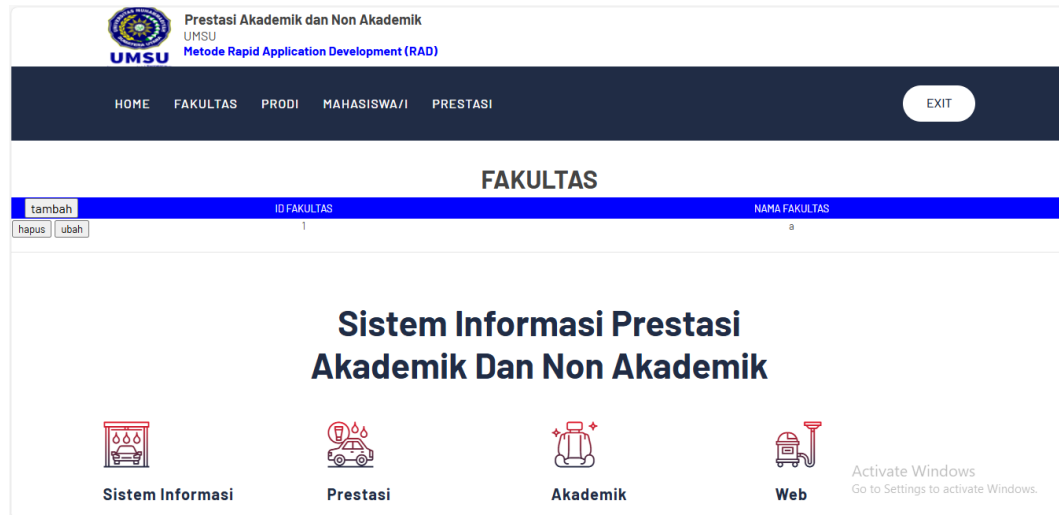 Prestasi Akademik dan Non Akademik
UMSU
Metode Rapid Application Development (RAD)
UMSU
HOME FAKULTAS PRODI MAHASISWA/I PRESTASI EXIT
FAKULTAS
tambah ID FAKULTAS NAMA FAKULTAS
hapus ubah 1 a
Sistem Informasi Prestasi
Akademik Dan Non Akademik
Sistem Informasi Prestasi Akademik Web
Activate Windows
Go to Settings to activate Windows.